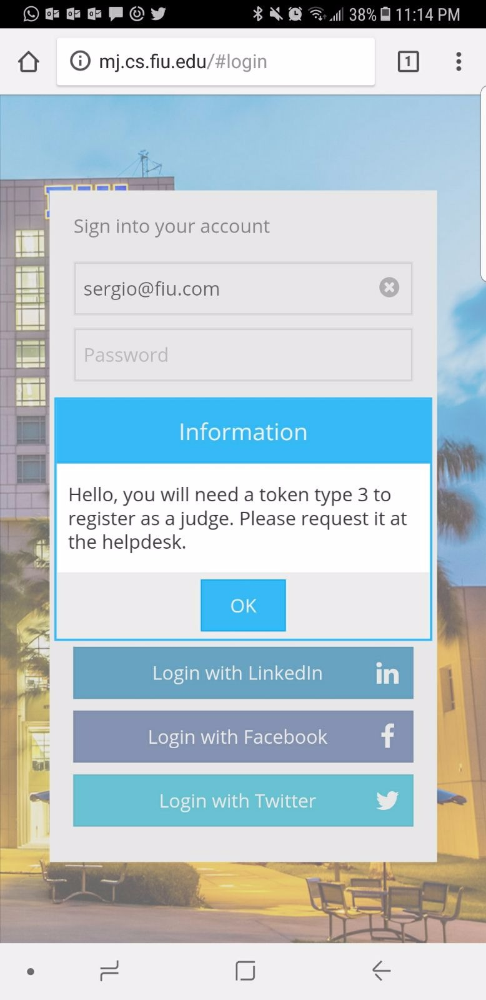 38% 11:14 PM
mj.cs.fiu.edu/#login
1
Sign into your account
sergio@fiu.com
Password
Information
Hello, you will need a token type 3 to
register as a judge. Please request it at
the helpdesk.
OK
Login with LinkedIn in
Login with Facebook f
Login with Twitter